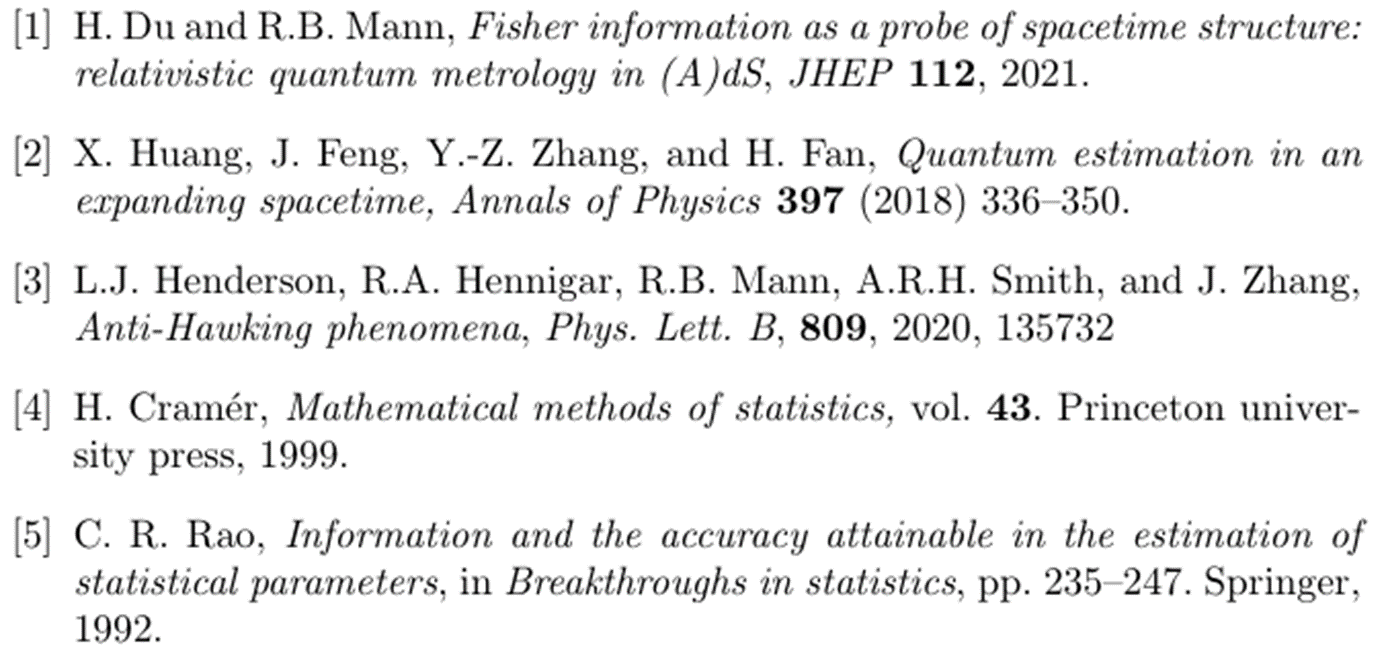 [1] H. Du and R.B. Mann, Fisher information as a probe of spacetime structure:
relativistic quantum metrology in (A)dS, JHEP 112, 2021.
[2] X. Huang, J. Feng, Y.-Z. Zhang, and H. Fan, Quantum estimation in an
expanding spacetime, Annals of Physics 397 (2018) 336–350.
[3] L.J. Henderson, R.A. Hennigar, R.B. Mann, A.R.H. Smith, and J. Zhang,
Anti-Hawking phenomena, Phys. Lett. B, 809, 2020, 135732
[4] H. Cramér, Mathematical methods of statistics, vol. 43. Princeton univer-
sity press, 1999.
[5] C. R. Rao, Information and the accuracy attainable in the estimation of
statistical parameters, in Breakthroughs in statistics, pp. 235–247. Springer,
1992.